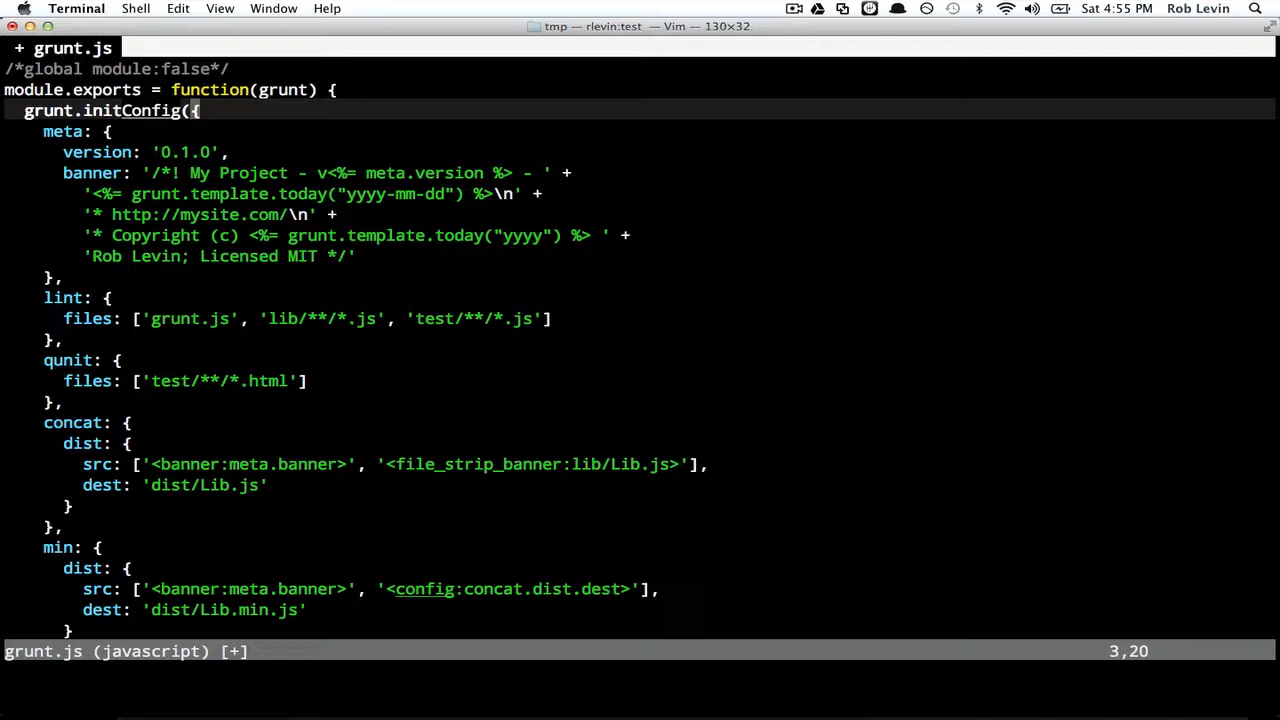 Terminal Shell Edit View Window Help Sat 4:55 PM Rob Levin
tmp — rlevin:test — Vim — 130×32
+ grunt.js
/*global module:false*/
module.exports = function(grunt) {
  grunt.initConfig({
    meta: {
      version: '0.1.0',
      banner: '/*! My Project - v<%= meta.version %> - ' +
        '<%= grunt.template.today("yyyy-mm-dd") %>\n' +
        '* http://mysite.com/\n' +
        '* Copyright (c) <%= grunt.template.today("yyyy") %> ' +
        'Rob Levin; Licensed MIT */'
    },
    lint: {
      files: ['grunt.js', 'lib/**/*.js', 'test/**/*.js']
    },
    qunit: {
      files: ['test/**/*.html']
    },
    concat: {
      dist: {
        src: ['<banner:meta.banner>', '<file_strip_banner:lib/Lib.js>'],
        dest: 'dist/Lib.js'
      }
    },
    min: {
      dist: {
        src: ['<banner:meta.banner>', '<config:concat.dist.dest>'],
        dest: 'dist/Lib.min.js'
      }
grunt.js (javascript) [+] 3,20